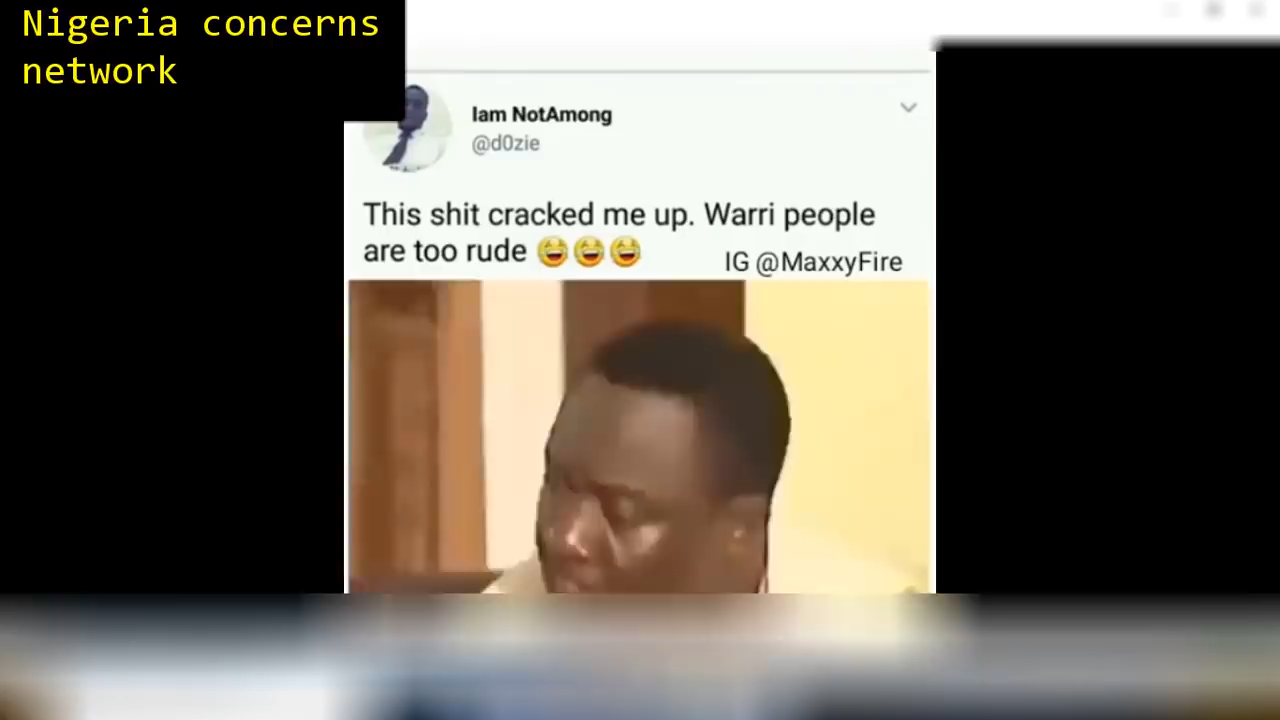 Nigeria concerns
network
Iam NotAmong
@d0zie
This shit cracked me up. Warri people
are too rude 😂😂😂
IG @MaxxyFire